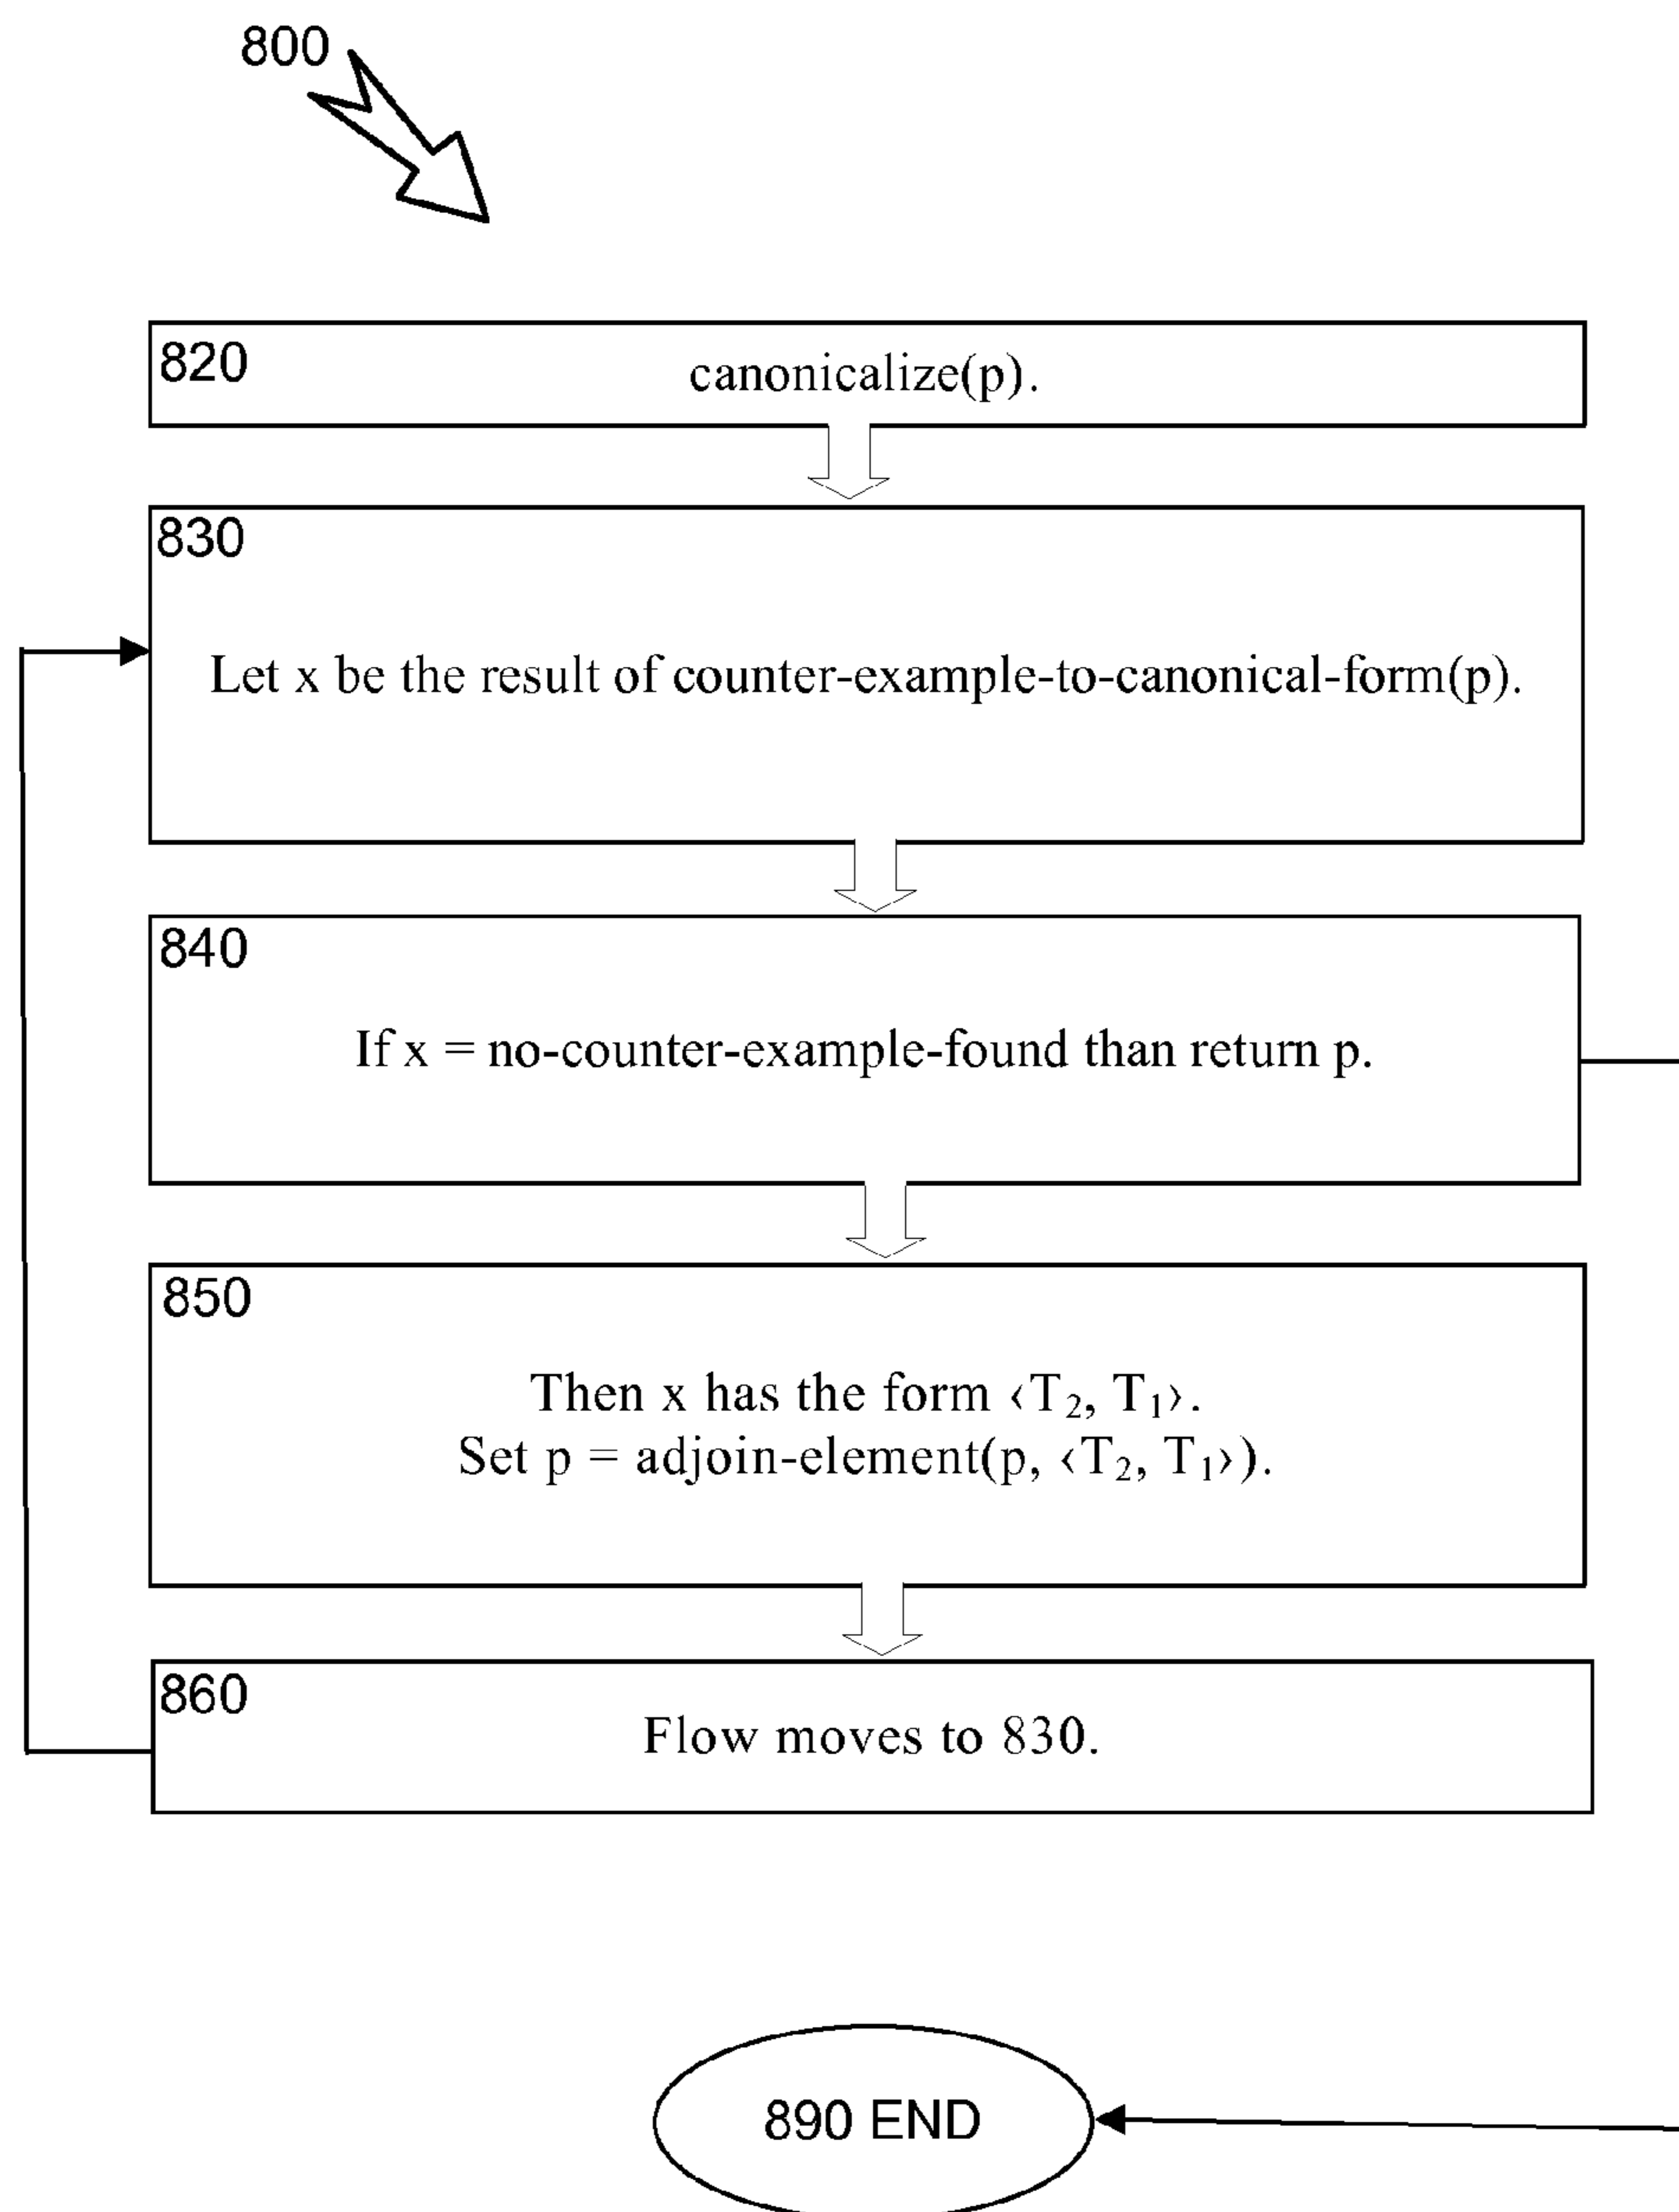 800
820
canonicalize(p).
830
Let x be the result of counter-example-to-canonical-form(p).
840
If x = no-counter-example-found than return p.
850
Then x has the form ‹T₂, T₁›.
Set p = adjoin-element(p, ‹T₂, T₁›).
860
Flow moves to 830.
890 END